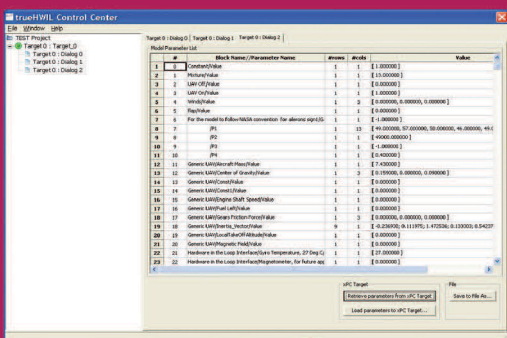 trueHWIL Control Center
File Window Help
TEST Project
Target 0 : Target_0
Target 0 : Dialog 0
Target 0 : Dialog 1
Target 0 : Dialog 2
Target 0 : Dialog 0 Target 0 : Dialog 1 Target 0 : Dialog 2
Model Parameter List
# Block Name//Parameter Name #rows #cols Value
1 0 Constant/Value 1 1 [ 1.000000 ]
2 1 Mixture/Value 1 1 [ 13.000000 ]
3 2 UAV Off/Value 1 1 [ 0.000000 ]
4 3 UAV On/Value 1 1 [ 1.000000 ]
5 4 Winds/Value 1 3 [ 0.000000, 0.000000, 0.000000 ]
6 5 flap/Value 1 1 [ 0.000000 ]
7 6 For the model to follow NASA convention (for ailerons sign)/G 1 1 [ -1.000000 ]
8 7 /P1 1 13 [ 49.000000, 57.000000, 50.000000, 46.000000, 49.0
9 8 /P2 1 1 [ 49000.000000 ]
10 9 /P3 1 1 [ -1.000000 ]
11 10 /P4 1 1 [ 0.400000 ]
12 11 Generic UAV/Aircraft Mass/Value 1 1 [ 7.430000 ]
13 12 Generic UAV/Center of Gravity/Value 1 3 [ 0.159000, 0.000000, 0.090000 ]
14 13 Generic UAV/Const/Value 1 1 [ 0.000000 ]
15 14 Generic UAV/Const1/Value 1 1 [ 0.000000 ]
16 15 Generic UAV/Engine Shaft Speed/Value 1 1 [ 0.000000 ]
17 16 Generic UAV/Fuel Left/Value 1 1 [ 0.000000 ]
18 17 Generic UAV/Gears Friction Force/Value 1 3 [ 0.000000, 0.000000, 0.000000 ]
19 18 Generic UAV/Inertia_Vector/Value 9 1 [ -0.236930; 0.111975; 1.472536; 0.133003; 0.54237
20 19 Generic UAV/LocalTakeOffAltitude/Value 1 1 [ 0.000000 ]
21 20 Generic UAV/Magnetic Field/Value 1 1 [ 0.000000 ]
22 21 Hardware in the Loop Interface/Gyro Temperature, 27 Deg C/ 1 1 [ 27.000000 ]
23 22 Hardware in the Loop Interface/Magnetometer, for future app 1 1 [ 0.000000 ]
xPC Target File
Retrieve parameters from xPC Target Save to File As...
Load parameters to xPC Target...